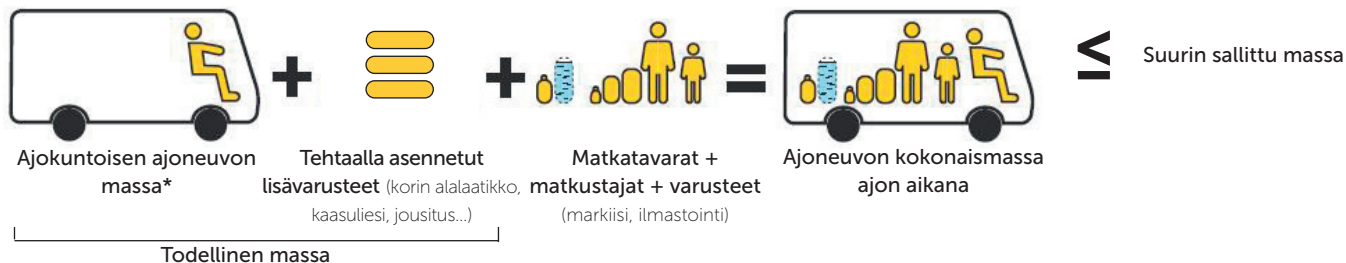 + + = ≤ Suurin sallittu massa
Ajokuntoisen ajoneuvon
massa*
Tehtaalla asennetut
lisävarusteet (korin alalaatikko,
kaasuliesi, jousitus...)
Matkatavarat +
matkustajat + varusteet
(markiisi, ilmastointi)
Ajoneuvon kokonaismassa
ajon aikana
Todellinen massa